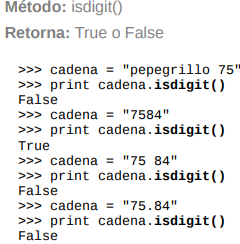 Método: isdigit()
Retorna: True o False
>>> cadena = "pepegrillo 75"
>>> print cadena.isdigit()
False
>>> cadena = "7584"
>>> print cadena.isdigit()
True
>>> cadena = "75 84"
>>> print cadena.isdigit()
False
>>> cadena = "75.84"
>>> print cadena.isdigit()
False